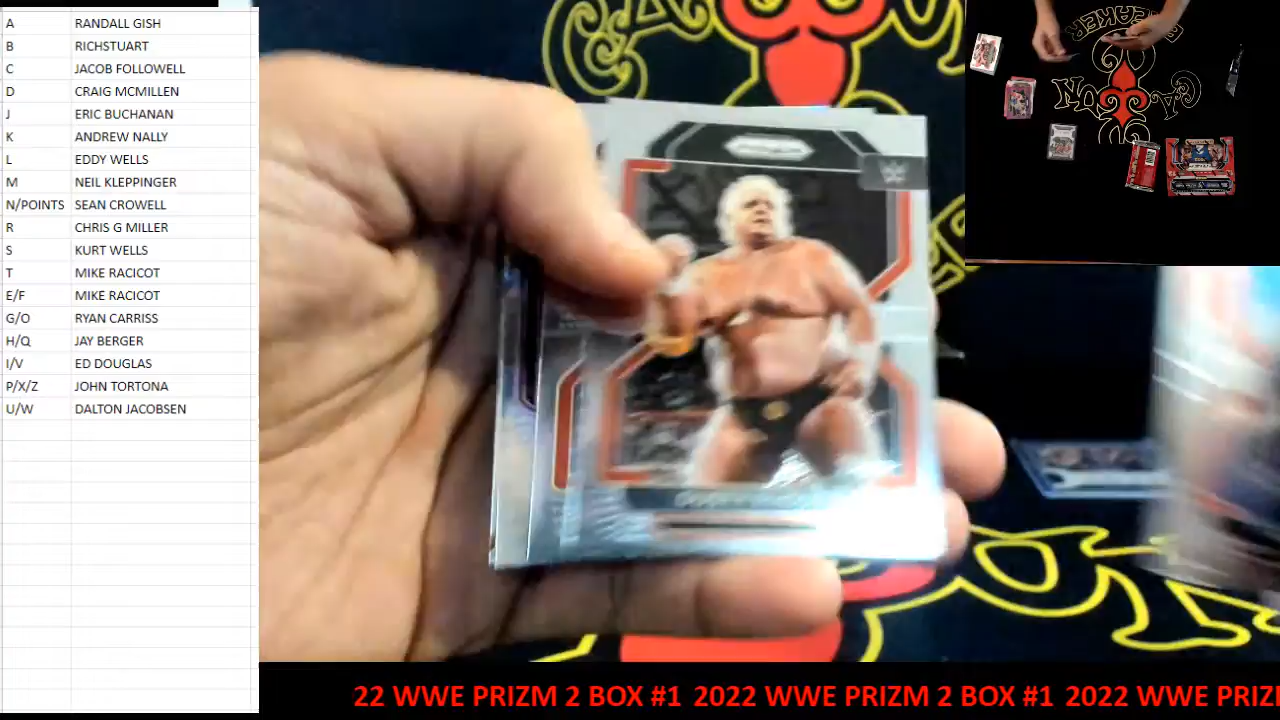 A RANDALL GISH
B RICHSTUART
C JACOB FOLLOWELL
D CRAIG MCMILLEN
J ERIC BUCHANAN
K ANDREW NALLY
L EDDY WELLS
M NEIL KLEPPINGER
N/POINTS SEAN CROWELL
R CHRIS G MILLER
S KURT WELLS
T MIKE RACICOT
E/F MIKE RACICOT
G/O RYAN CARRISS
H/Q JAY BERGER
I/V ED DOUGLAS
P/X/Z JOHN TORTONA
U/W DALTON JACOBSEN
22 WWE PRIZM 2 BOX #1 2022 WWE PRIZM 2 BOX #1 2022 WWE PRIZ